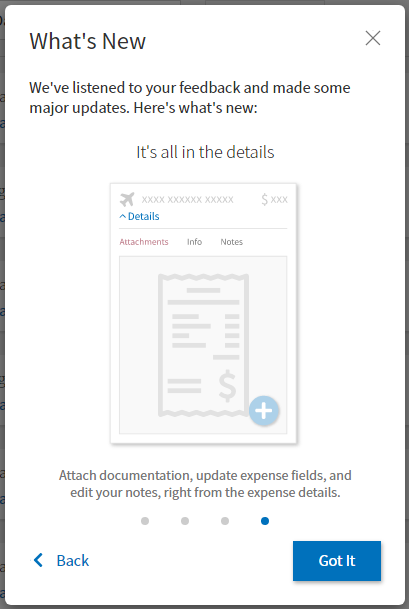 What's New
We've listened to your feedback and made some
major updates. Here's what's new:
It's all in the details
XXXX XXXXXX XXXXX $ XXX
Details
Attachments Info Notes
$
Attach documentation, update expense fields, and
edit your notes, right from the expense details.
Back Got It